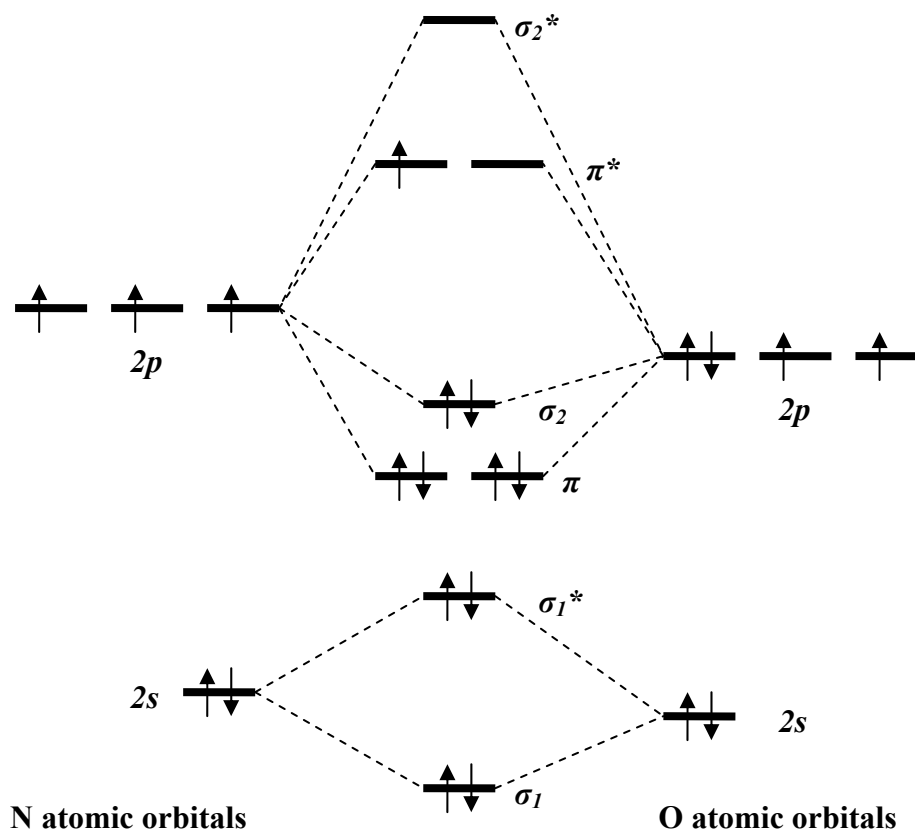 σ₂*
π*
2p
σ₂
2p
π
σ₁*
2s
2s
σ₁
N atomic orbitals
O atomic orbitals